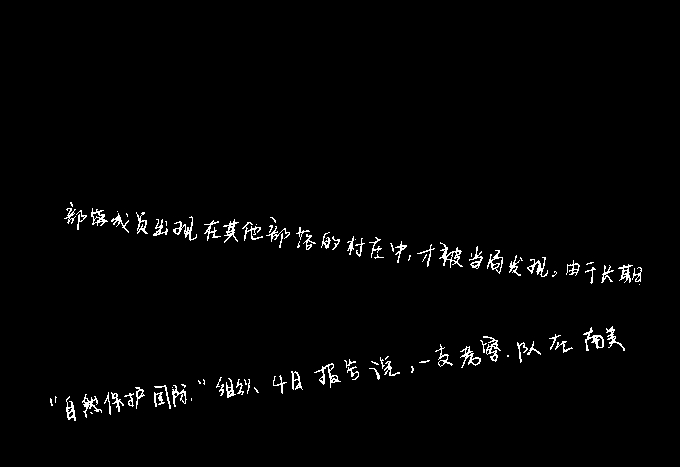 部落成员出现在其他部落的村庄中,才被当局发现。由于长期
“自然保护国际”组织4日报告说,一支考察队在南美